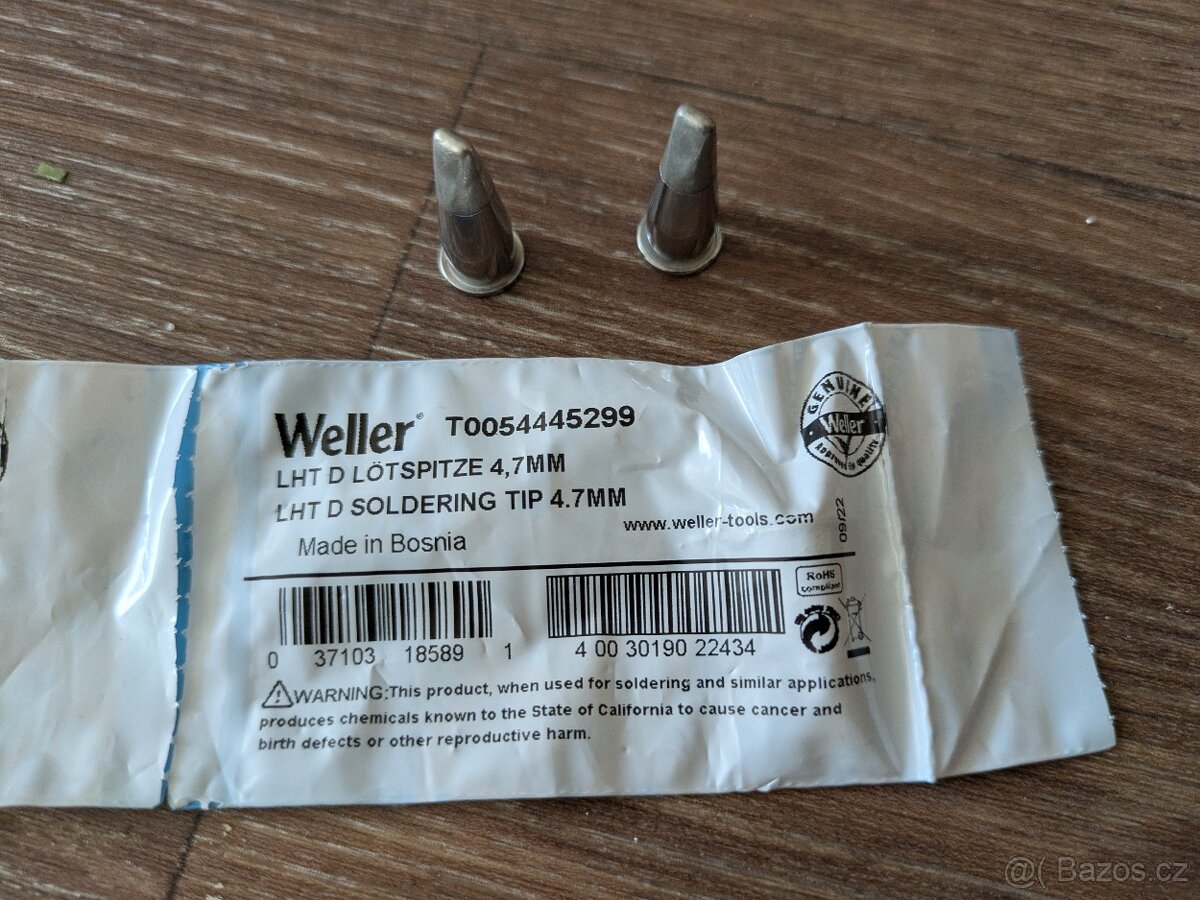 Weller® T0054445299
LHT D LÖTSPITZE 4,7MM
LHT D SOLDERING TIP 4.7MM
www.weller-tools.com
Made in Bosnia
GENUINE
Weller
Approved in quality
09/22
RoHS
compliant
0 37103 18589 1
4 00 30190 22434
WARNING:This product, when used for soldering and similar applications,
produces chemicals known to the State of California to cause cancer and
birth defects or other reproductive harm.
@( Bazos.cz